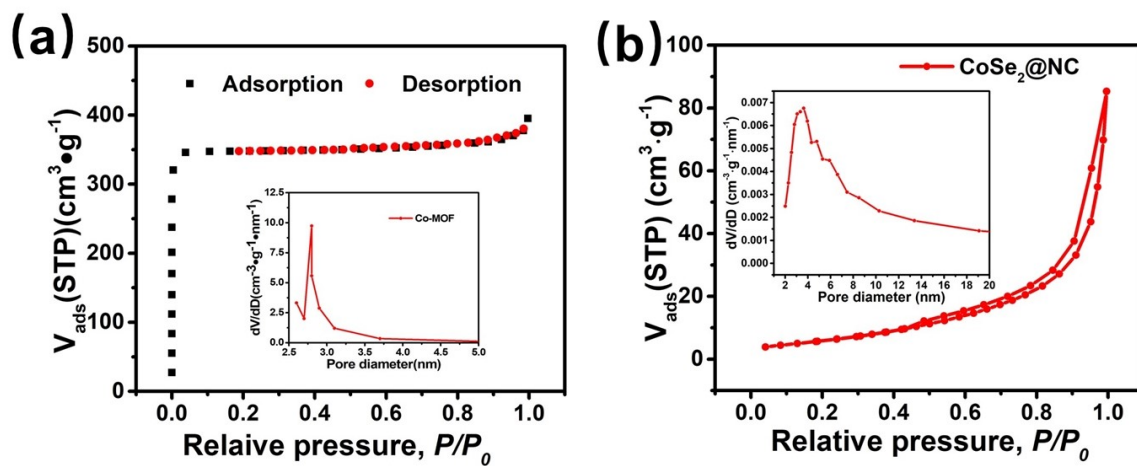 (a)
500
400
300
200
100
0
V_ads(STP)(cm³•g⁻¹)
Adsorption
Desorption
12.5
10.0
7.5
5.0
2.5
0.0
dV/dD(cm⁻³•g⁻¹•nm⁻¹)
Co-MOF
2.5 3.0 3.5 4.0 4.5 5.0
Pore diameter(nm)
0.0 0.2 0.4 0.6 0.8 1.0
Relaive pressure, P/P₀
(b)
100
80
60
40
20
0
V_ads(STP) (cm³·g⁻¹)
CoSe₂@NC
0.007
0.006
0.005
0.004
0.003
0.002
0.001
0.000
dV/dD (cm⁻³·g⁻¹·nm⁻¹)
2 4 6 8 10 12 14 16 18 20
Pore diameter (nm)
0.0 0.2 0.4 0.6 0.8 1.0
Relative pressure, P/P₀